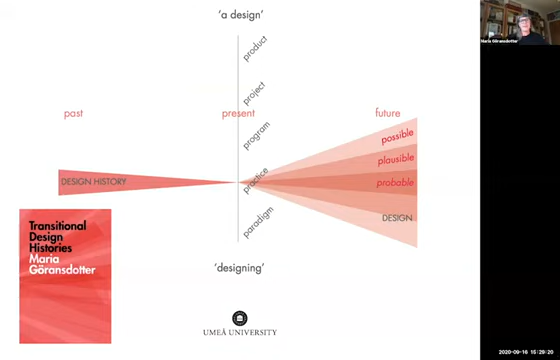 'a design'
product
project
past
present
future
program
possible
plausible
DESIGN HISTORY
practice
probable
DESIGN
paradigm
Transitional
Design
Histories
Maria
Göransdotter
'designing'
UMEÅ UNIVERSITY
Maria Göransdotter
2020-09-16 15:29:20